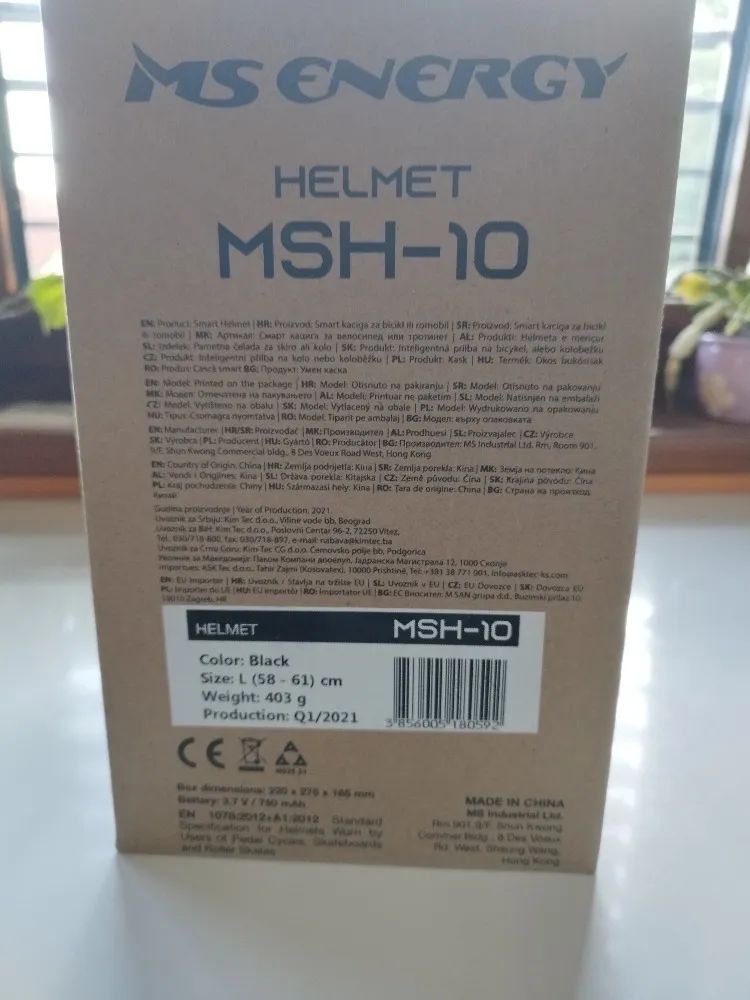 MS ENERGY
HELMET
MSH-10
EN: Product: Smart Helmet | HR: Proizvod: Smart kaciga za bicikl ili romobil | SR: Proizvod: Smart kaciga za bicikl
ili romobil | MK: Артикал: Смарт кацига за велосипед или тротинет | AL: Produkti: Helmeta e mençur
SL: Izdelek: Pametna čelada za skiro ali kolo | SK: Produkt: Inteligentná prilba na bicykel, alebo kolobežku
CZ: Produkt: Inteligentní přilba na kolo nebo koloběžku | PL: Produkt: Kask | HU: Termék: Okos bukósisak
RO: Produs: Cască smart BG: Продукт: Умен каска
EN: Model: Printed on the package | HR: Model: Otisnuto na pakiranju | SR: Model: Otisnuto na pakovanju
MK: Модел: Отпечатена на пакувањето | AL: Model: Printuar ne paketim | SL: Model: Natisnjen na embalaži
CZ: Model: Vytištěno na obalu | SK: Model: Vytlacený na obale | PL: Model: Wydrukowano na opakowaniu
HU: Típus: Csomagra nyomtatva | RO: Model: Tiparit pe ambalaj | BG: Модел: върху опаковката
EN: Manufacturer | HR/SR: Proizvođač | MK: Производител | AL: Prodhuesi | SL: Proizvajalec | CZ: Výrobce
SK: Výrobca | PL: Producent | HU: Gyártó | RO: Producător | BG: Производител: MS Industrial Ltd. Rm, Room 901,
9/F, Shun Kwong Commercial bldg., 8 Des Voeux Road West, Hong Kong
EN: Country of Origin: China | HR: Zemlja podrijetla: Kina | SR: Zemlja porekla: Kina | MK: Земја на потекло: Кина
AL: Vendi i Origjines: Kina | SL: Država porekla: Kitajska | CZ: Země původu: Čína | SK: Krajina pôvodu: Čína
PL: Kraj pochodzenia: Chiny | HU: Származasi hely: Kína | RO: Țara de origine: China | BG: Страна на произход:
Китай
Godina proizvodnje | Year of Production: 2021.
Uvoznik za Srbiju: Kim Tec d.o.o., Viline vode bb, Beograd
Uvoznik za BiH: Kim Tec d.o.o., Poslovni Centar 96-2, 72250 Vitez,
Tel.: 030/718-800, fax: 030/718-897, e-mail: nabava@kimtec.ba
Uvoznik za Crnu Goru: Kim-Tec CG d.o.o. Ćemovsko polje bb, Podgorica
Увозник за Македонија: Паком Компани дооепул, Јадранска Магистрала 12, 1000 Скопје
Importues: ASK Tec d.o.o. Tahir Zajmi (Kosovatex), 10000 Prishtinë, Tel.:+381 38 771 001, info@asktec-ks.com
EN: EU Importer | HR: Uvoznik / Stavlja na tržište EU | SL: Uvoznik v EU | CZ: EU Dovozce | SK: Dovozca EU
PL: Importer do UE | HU: EU importőr | RO: Importator UE | BG: ЕС Вносител: M SAN grupa d.d., Buzinski prilaz 10,
10010 Zagreb, HR
HELMET MSH-10
Color: Black
Size: L (58 - 61) cm
Weight: 403 g
Production: Q1/2021
3 856005 180592
CE
Box dimensions: 220 x 276 x 165 mm
Battery: 3.7 V / 750 mAh
EN 1078:2012+A1:2012 Standard
Specification for Helmets Worn by
Users of Pedal Cycles, Skateboards
and Roller Skates
MADE IN CHINA
MS Industrial Ltd.
Rm 901 9/F, Shun Kwong
Commer Bldg., 8 Des Voeux
Rd. West, Sheung Wang,
Hong Kong